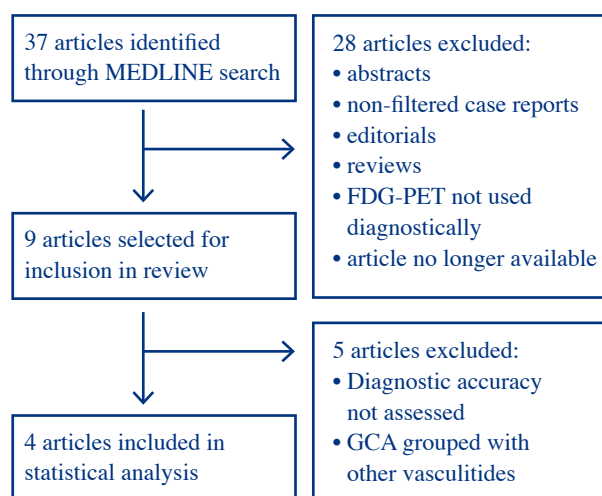 37 articles identified
through MEDLINE search
28 articles excluded:
• abstracts
• non-filtered case reports
• editorials
• reviews
• FDG-PET not used
diagnostically
• article no longer available
9 articles selected for
inclusion in review
5 articles excluded:
• Diagnostic accuracy
not assessed
• GCA grouped with
other vasculitides
4 articles included in
statistical analysis